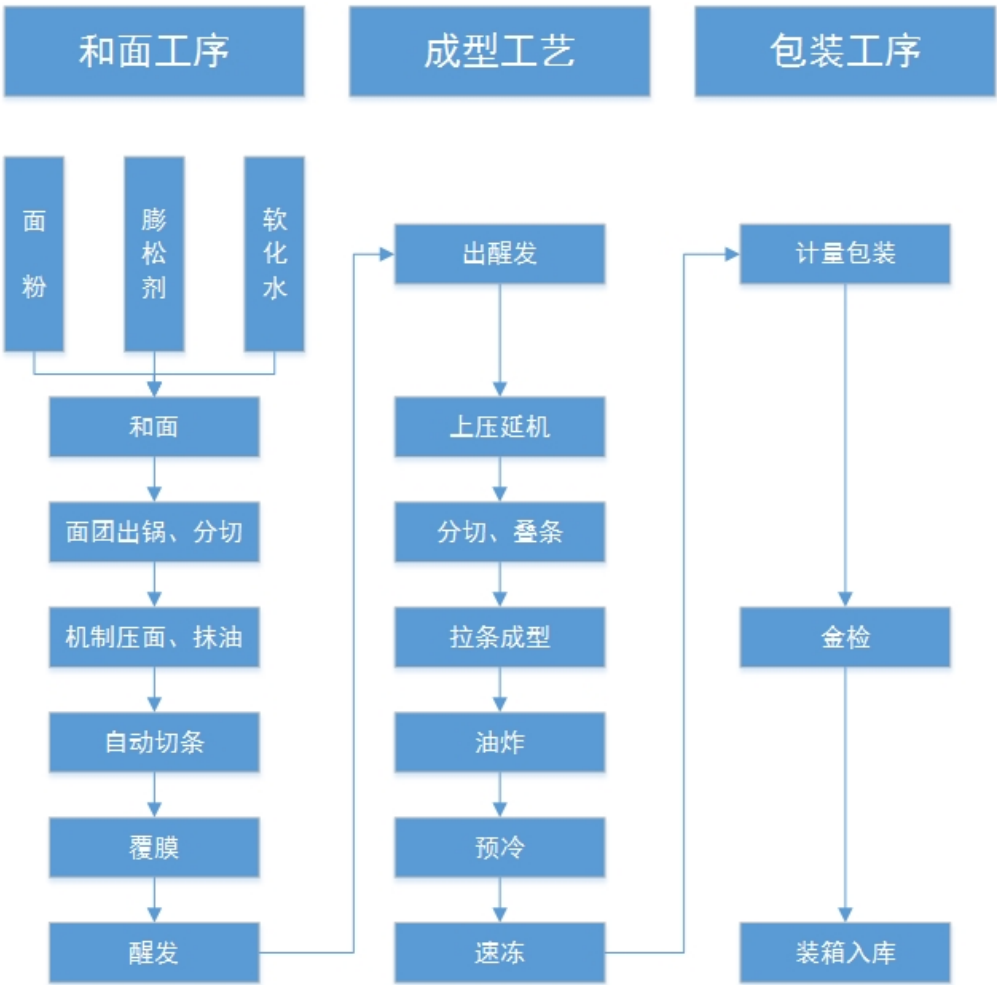 和面工序
成型工艺
包装工序
面粉
膨松剂
软化水
和面
面团出锅、分切
机制压面、抹油
自动切条
覆膜
醒发
出醒发
上压延机
分切、叠条
拉条成型
油炸
预冷
速冻
计量包装
金检
装箱入库